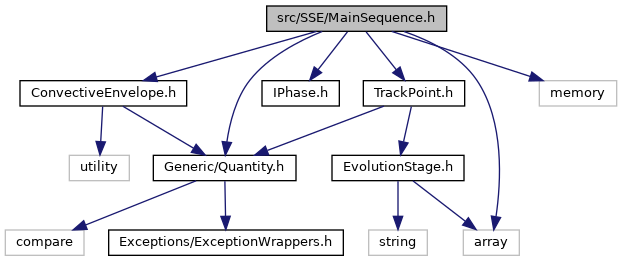 src/SSE/MainSequence.h
ConvectiveEnvelope.h
IPhase.h
TrackPoint.h
memory
utility
Generic/Quantity.h
EvolutionStage.h
compare
Exceptions/ExceptionWrappers.h
string
array